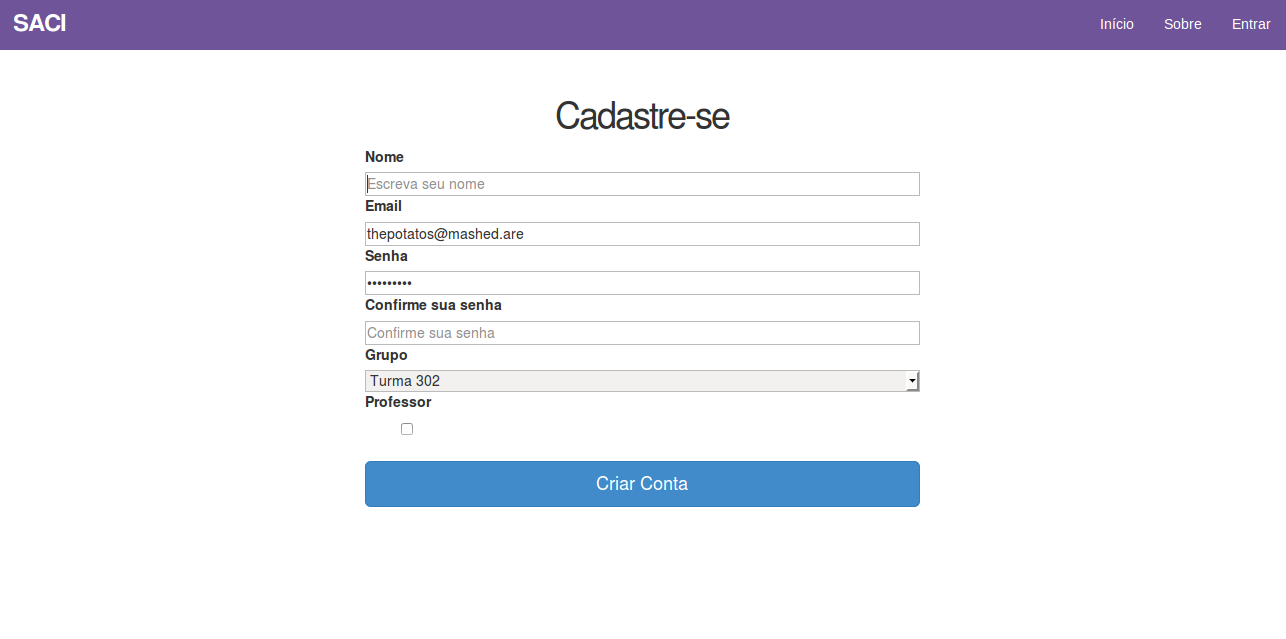 SACI
Início Sobre Entrar
Cadastre-se
Nome
Escreva seu nome
Email
thepotatos@mashed.are
Senha
•••••••••
Confirme sua senha
Confirme sua senha
Grupo
Turma 302
Professor
Criar Conta